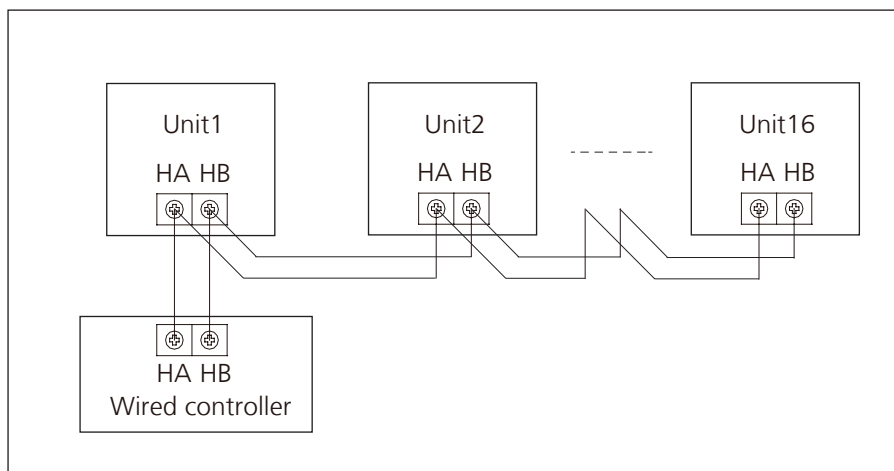 Unit1
Unit2
Unit16
HA HB
HA HB
HA HB
HA HB
Wired controller